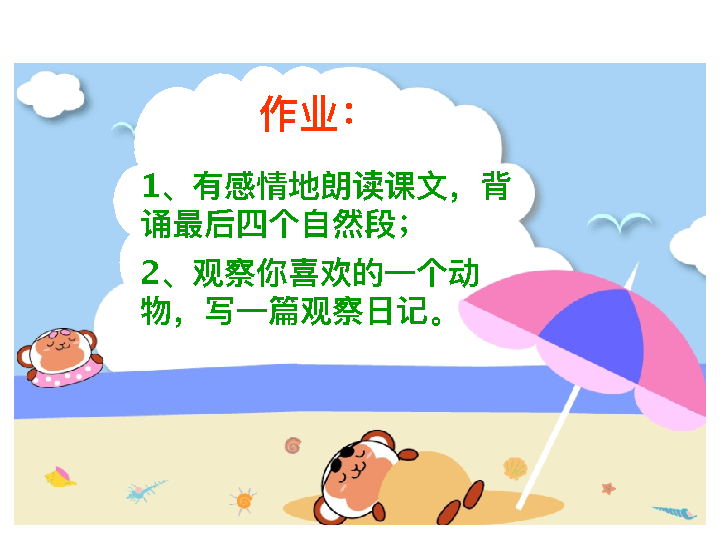 作业：
1、有感情地朗读课文，背
诵最后四个自然段；
2、观察你喜欢的一个动
物，写一篇观察日记。